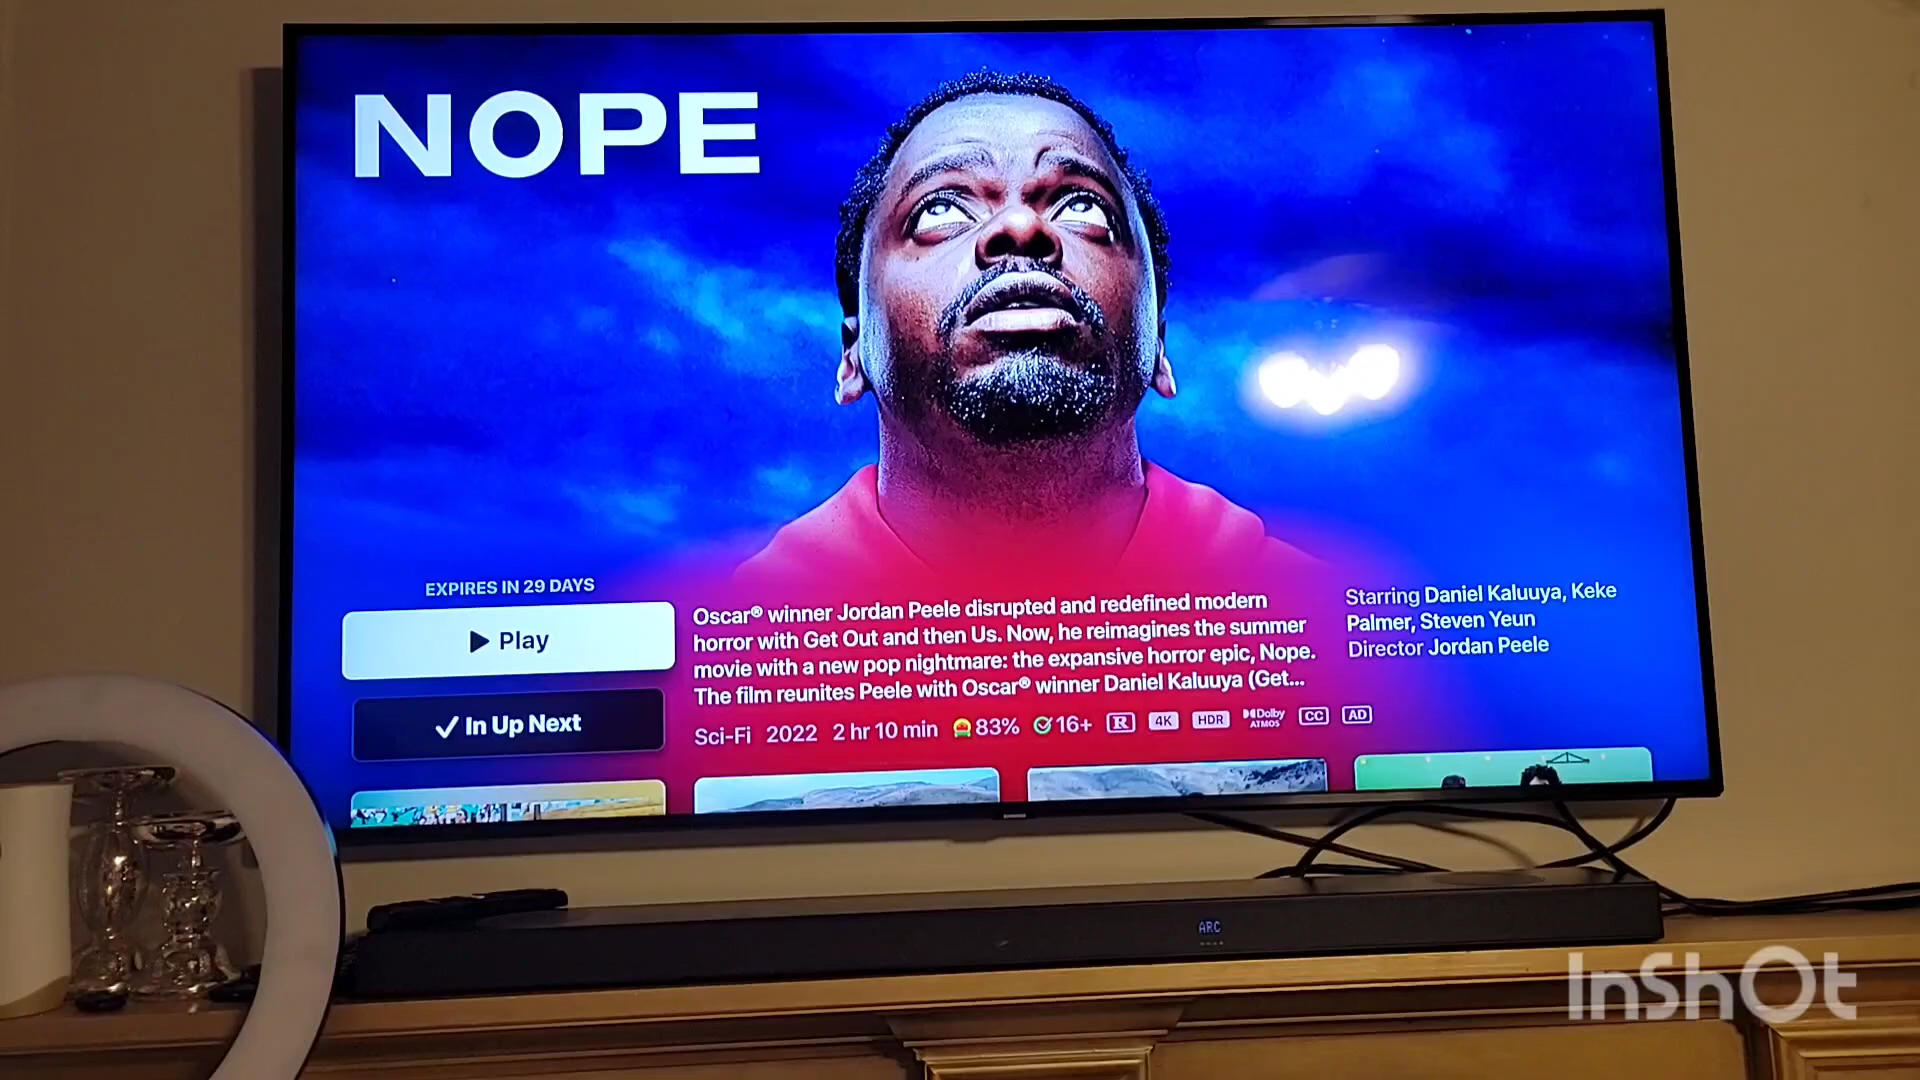 NOPE
EXPIRES IN 29 DAYS
Play
In Up Next
Oscar® winner Jordan Peele disrupted and redefined modern
horror with Get Out and then Us. Now, he reimagines the summer
movie with a new pop nightmare: the expansive horror epic, Nope.
The film reunites Peele with Oscar® winner Daniel Kaluuya (Get...
Sci-Fi 2022 2 hr 10 min 83% 16+ R 4K HDR Dolby ATMOS CC AD
Starring Daniel Kaluuya, Keke
Palmer, Steven Yeun
Director Jordan Peele
SAMSUNG
ARC
InShOt